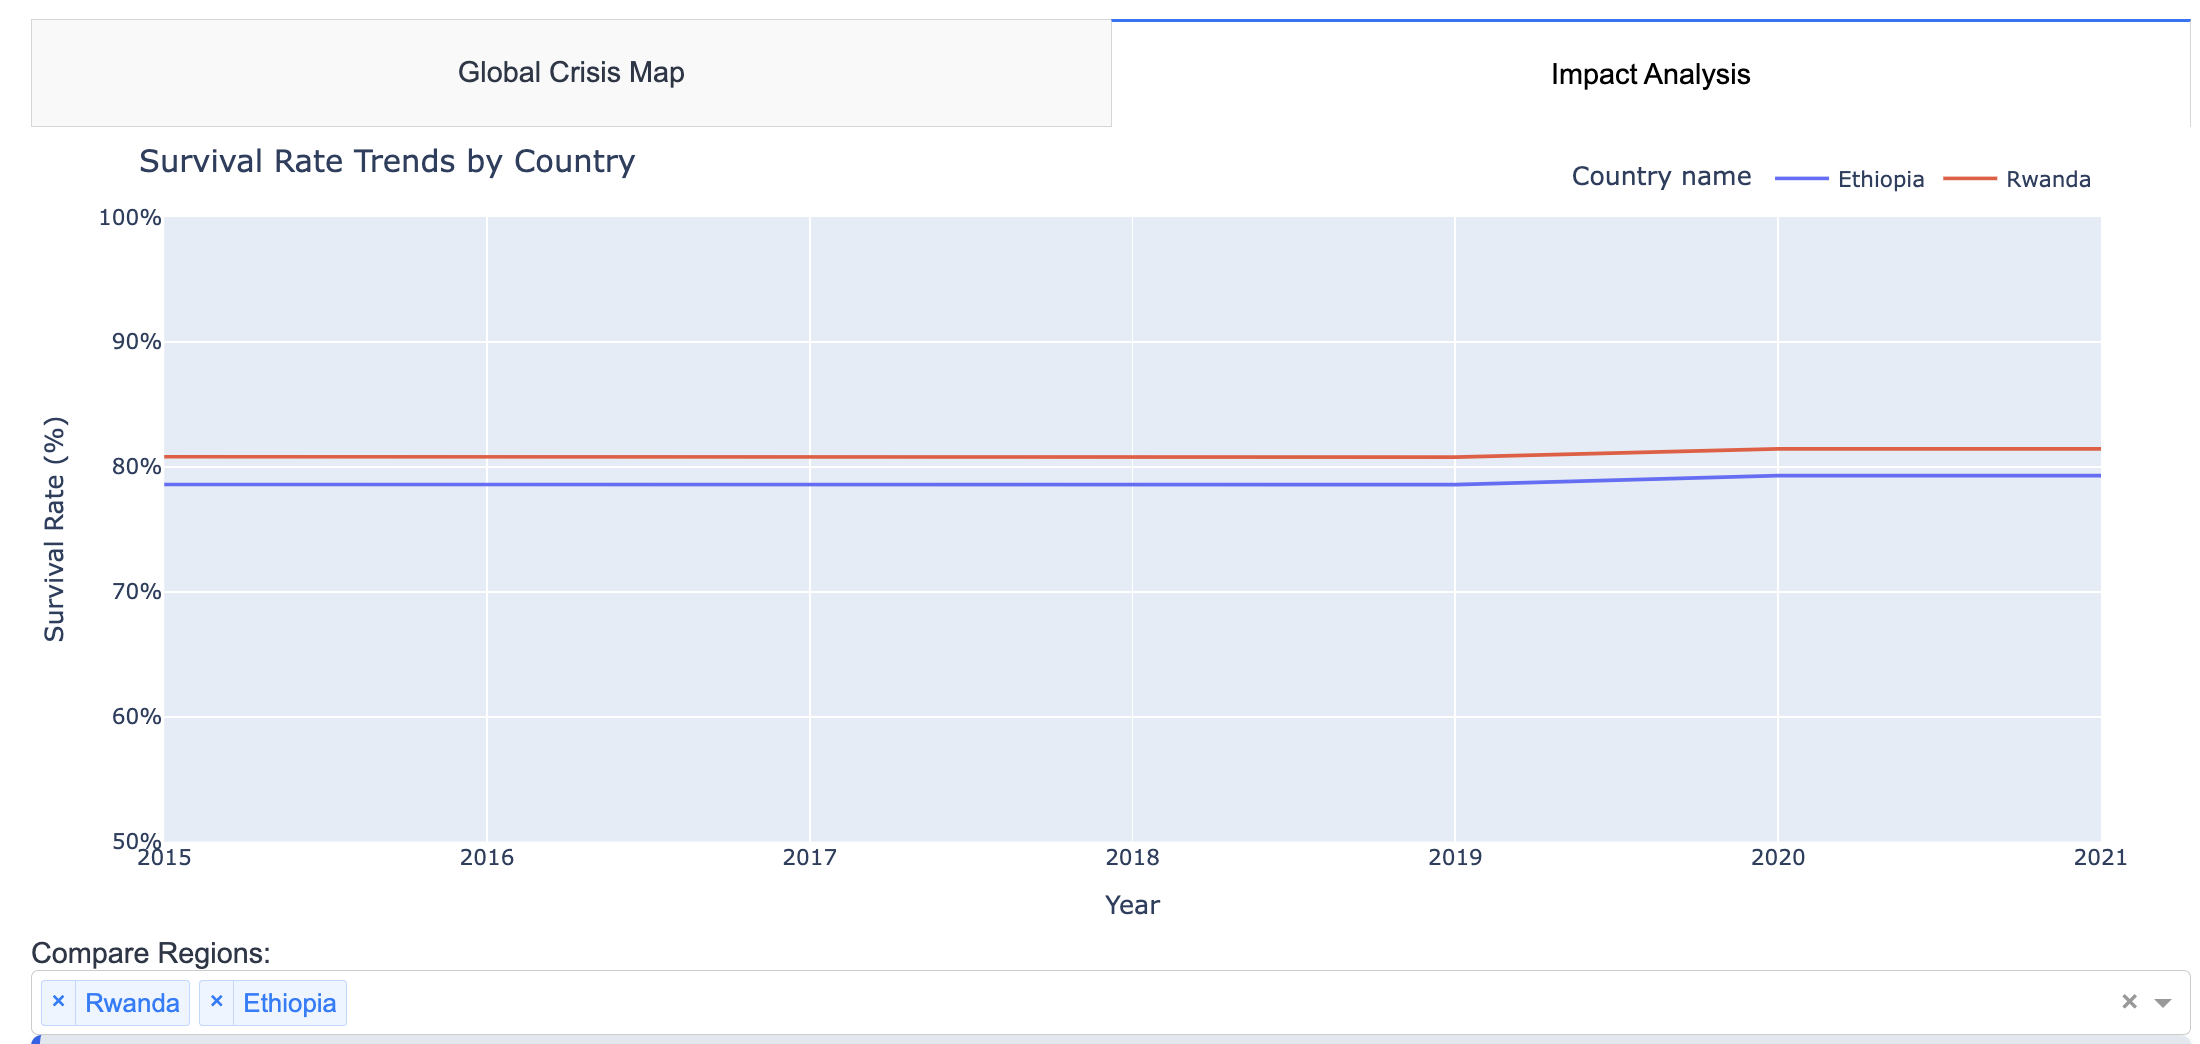 Global Crisis Map
Impact Analysis
Survival Rate Trends by Country
Country name Ethiopia Rwanda
100%
90%
80%
70%
60%
50%
Survival Rate (%)
2015 2016 2017 2018 2019 2020 2021
Year
Compare Regions:
× Rwanda × Ethiopia ×